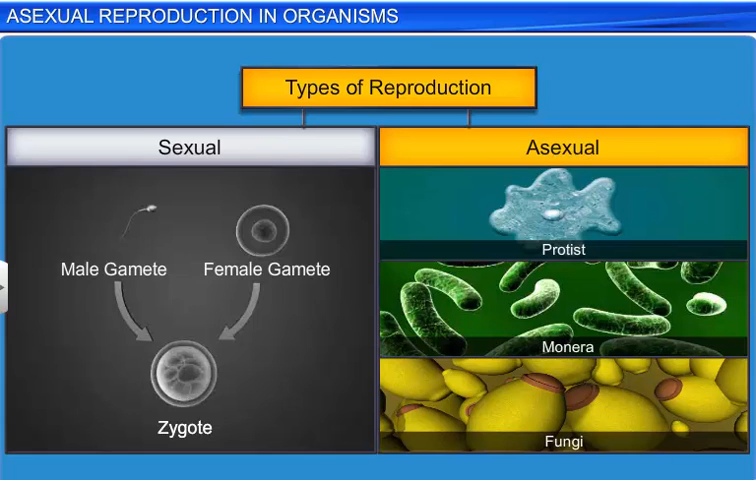 ASEXUAL REPRODUCTION IN ORGANISMS
Types of Reproduction
Sexual
Asexual
Male Gamete
Female Gamete
Zygote
Protist
Monera
Fungi